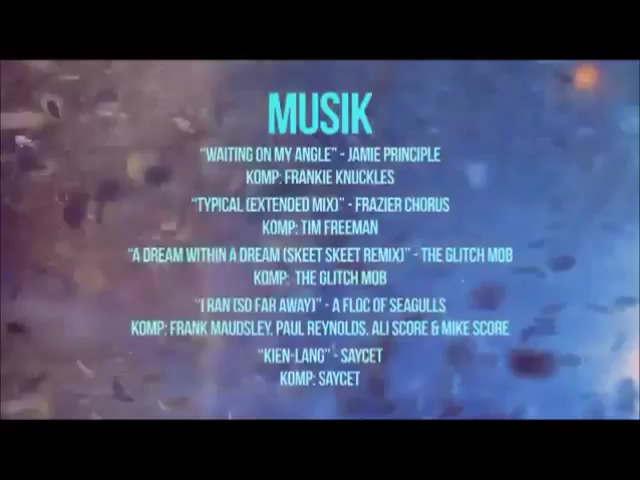 MUSIK
"WAITING ON MY ANGLE" - JAMIE PRINCIPLE
KOMP: FRANKIE KNUCKLES
"TYPICAL (EXTENDED MIX)" - FRAZIER CHORUS
KOMP: TIM FREEMAN
"A DREAM WITHIN A DREAM (SKEET SKEET REMIX)" - THE GLITCH MOB
KOMP: THE GLITCH MOB
"I RAN (SO FAR AWAY)" - A FLOC OF SEAGULLS
KOMP: FRANK MAUDSLEY, PAUL REYNOLDS, ALI SCORE & MIKE SCORE
"KIEN-LANG" - SAYCET
KOMP: SAYCET